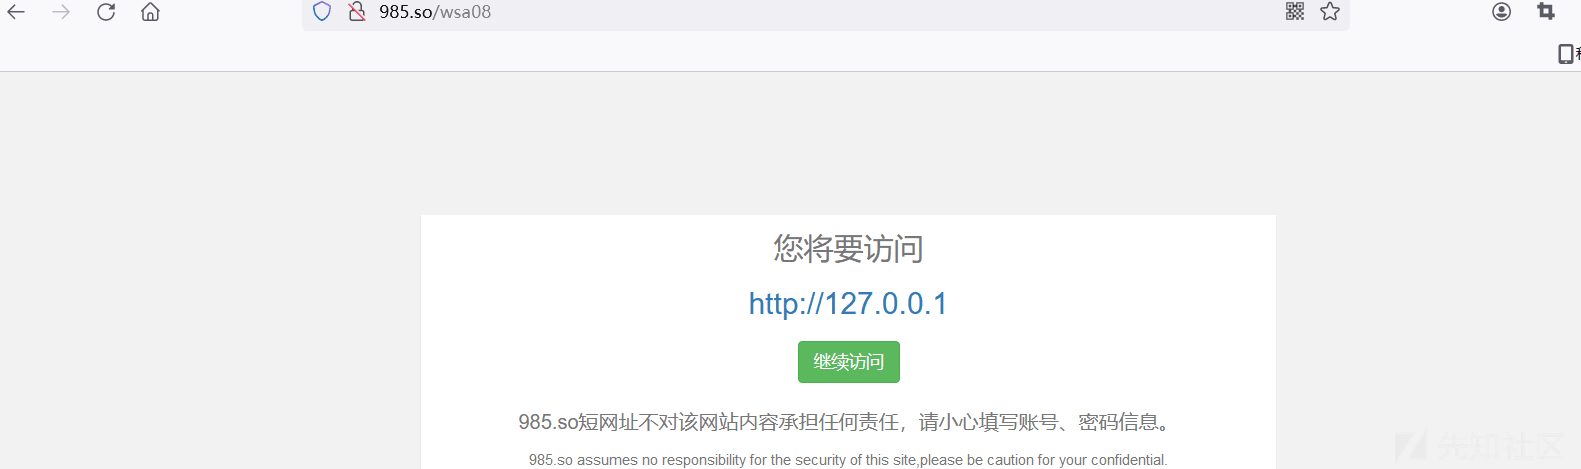 985.so/wsa08
您将要访问
http://127.0.0.1
继续访问
985.so短网址不对该网站内容承担任何责任，请小心填写账号、密码信息。
985.so assumes no responsibility for the security of this site,please be caution for your confidential.
先知社区